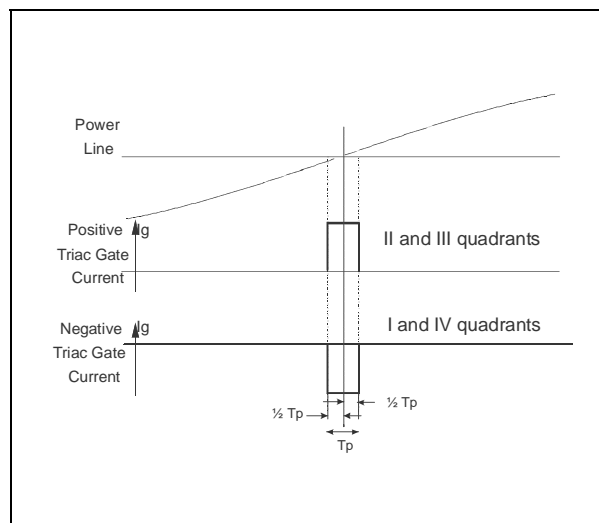 Power
Line
Positive Ig
Triac Gate
Current
II and III quadrants
Negative Ig
Triac Gate
Current
I and IV quadrants
½ Tp
½ Tp
Tp